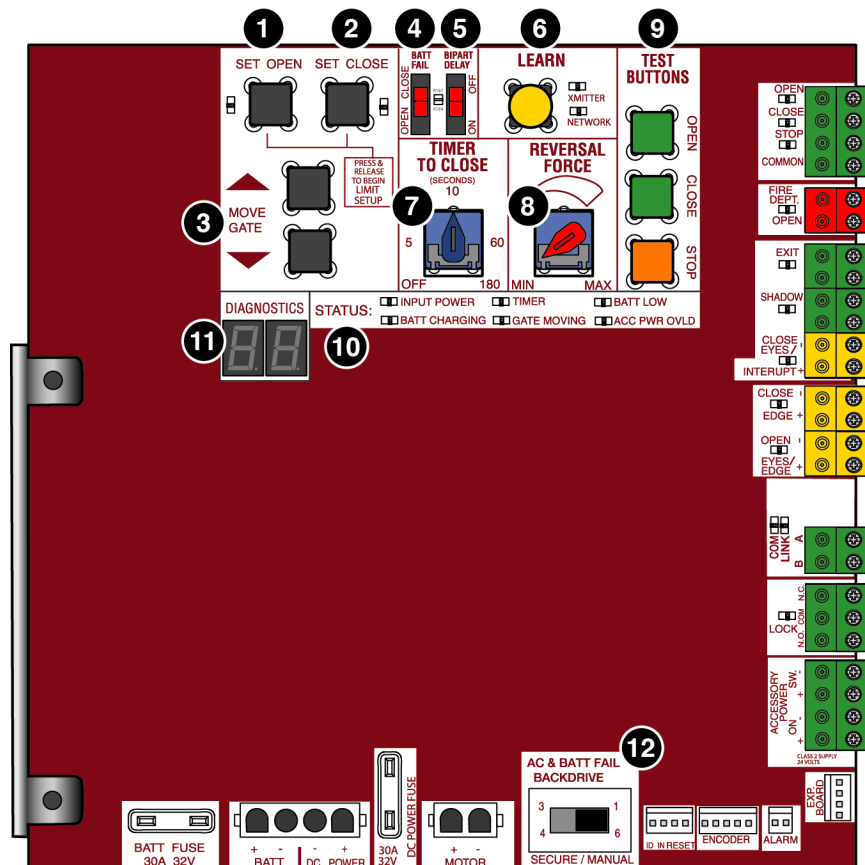 1
2
4
5
6
9
SET OPEN
SET CLOSE
BATT
FAIL
OPEN CLOSE
BIPART
DELAY
ON OFF
LEARN
XMITTER
NETWORK
TEST
BUTTONS
OPEN
CLOSE
STOP
PRESS &
RELEASE
TO BEGIN
LIMIT
SETUP
3
MOVE
GATE
TIMER
TO CLOSE
(SECONDS)
10
7
5
60
OFF
180
REVERSAL
FORCE
8
MIN
MAX
DIAGNOSTICS
11
88
STATUS:
INPUT POWER
TIMER
BATT LOW
BATT CHARGING
GATE MOVING
ACC PWR OVLD
10
OPEN
CLOSE
STOP
COMMON
FIRE
DEPT.
OPEN
EXIT
SHADOW
CLOSE -
EYES/
INTERUPT +
CLOSE -
EDGE +
OPEN -
EYES/
EDGE +
COM
LINK
A
B
LOCK
N.C.
COM
N.O.
ACCESSORY
POWER
SW. - +
ON - +
CLASS 2 SUPPLY
24 VOLTS
EXP.
BOARD
12
AC & BATT FAIL
BACKDRIVE
3
1
4
6
SECURE / MANUAL
BATT FUSE
30A 32V
+ - - +
BATT
DC POWER
DC POWER FUSE
30A
32V
+ -
MOTOR
ID IN RESET
ENCODER
ALARM